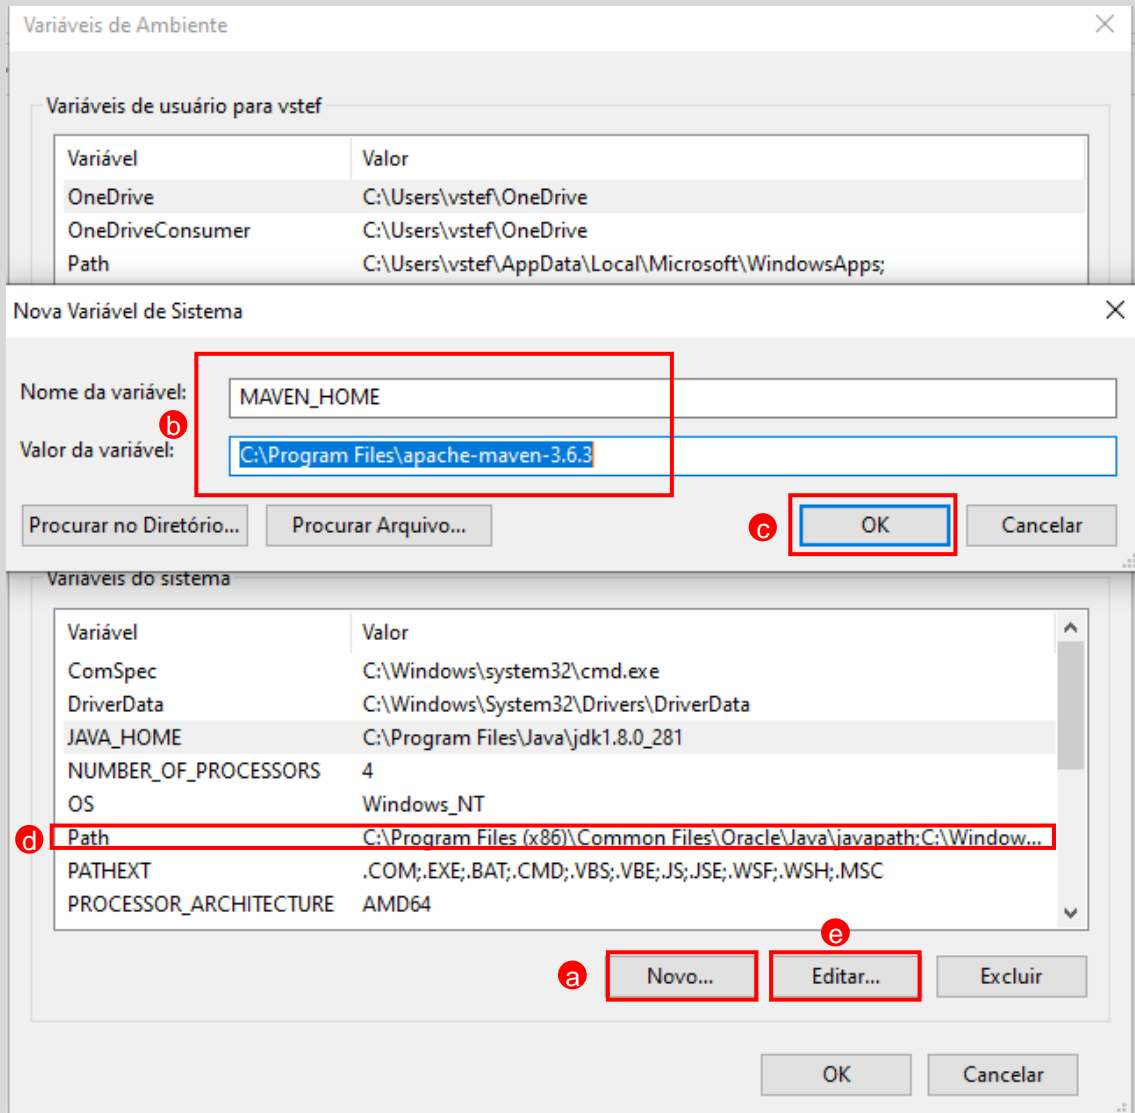 Variáveis de Ambiente
Variáveis de usuário para vstef
Variável Valor
OneDrive C:\Users\vstef\OneDrive
OneDriveConsumer C:\Users\vstef\OneDrive
Path C:\Users\vstef\AppData\Local\Microsoft\WindowsApps;
Nova Variável de Sistema
Nome da variável: MAVEN_HOME
b
Valor da variável: C:\Program Files\apache-maven-3.6.3
Procurar no Diretório... Procurar Arquivo... c OK Cancelar
Variáveis do sistema
Variável Valor
ComSpec C:\Windows\system32\cmd.exe
DriverData C:\Windows\System32\Drivers\DriverData
JAVA_HOME C:\Program Files\Java\jdk1.8.0_281
NUMBER_OF_PROCESSORS 4
OS Windows_NT
d Path C:\Program Files (x86)\Common Files\Oracle\Java\javapath;C:\Window...
PATHEXT .COM;.EXE;.BAT;.CMD;.VBS;.VBE;.JS;.JSE;.WSF;.WSH;.MSC
PROCESSOR_ARCHITECTURE AMD64
e
a Novo... Editar... Excluir
OK Cancelar